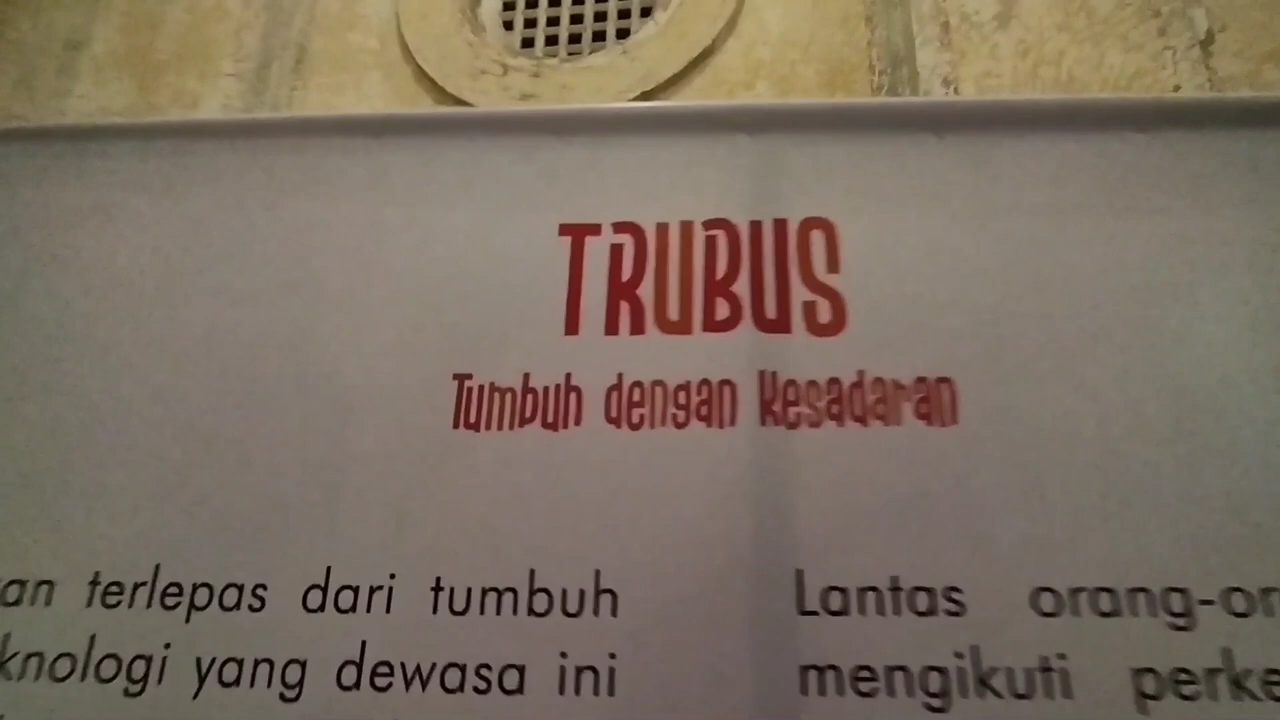 TRUBUS
Tumbuh dengan Kesadaran
terlepas dari tumbuh
yang dewasa ini
Lantas
mengikuti